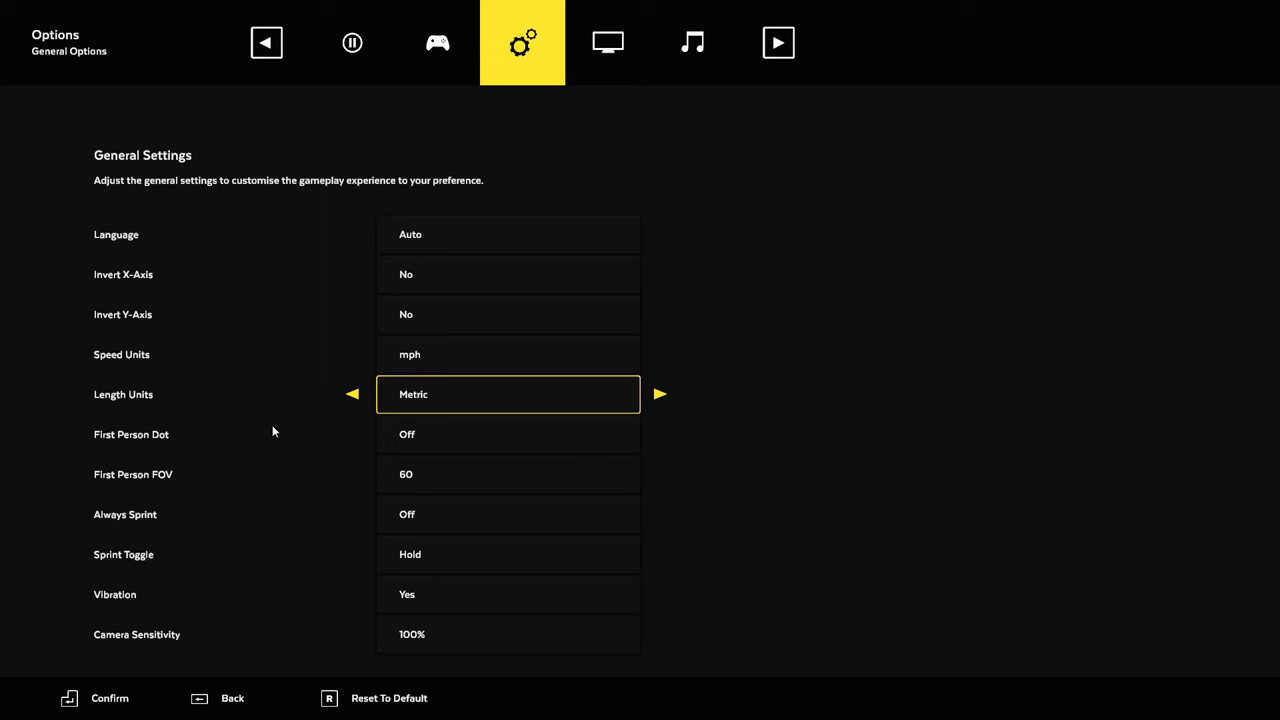 Options
General Options
General Settings
Adjust the general settings to customise the gameplay experience to your preference.
Language Auto
Invert X-Axis No
Invert Y-Axis No
Speed Units mph
Length Units Metric
First Person Dot Off
First Person FOV 60
Always Sprint Off
Sprint Toggle Hold
Vibration Yes
Camera Sensitivity 100%
Confirm Back R Reset To Default